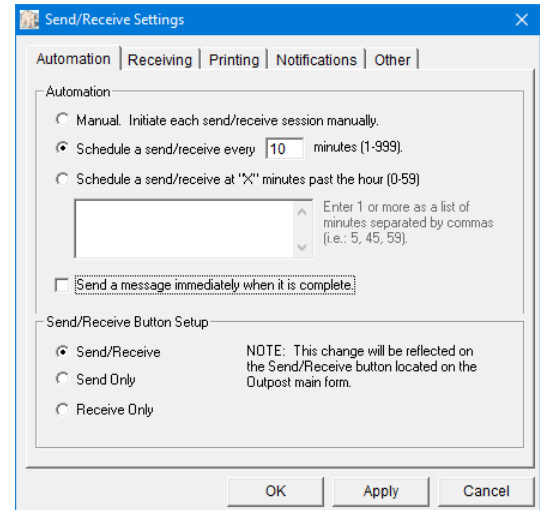 Send/Receive Settings
Automation Receiving Printing Notifications Other
Automation
Manual. Initiate each send/receive session manually.
Schedule a send/receive every 10 minutes (1-999).
Schedule a send/receive at "X" minutes past the hour (0-59)
Enter 1 or more as a list of
minutes separated by commas
(i.e.: 5, 45, 59).
Send a message immediately when it is complete.
Send/Receive Button Setup
Send/Receive
Send Only
Receive Only
NOTE: This change will be reflected on
the Send/Receive button located on the
Outpost main form.
OK Apply Cancel